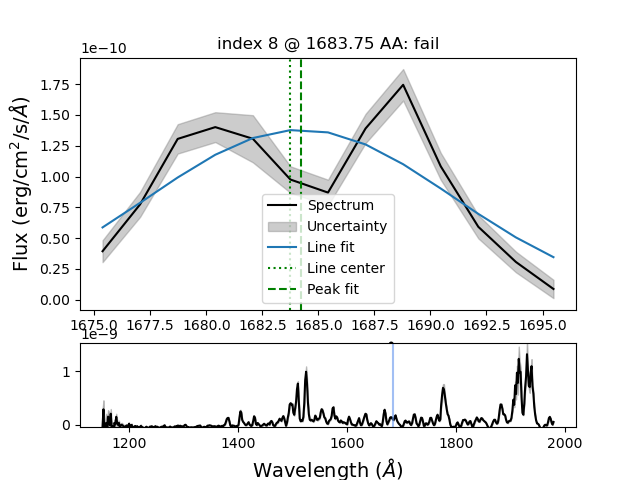 index 8 @ 1683.75 AA: fail
1e−10
1.75
1.50
1.25
1.00
0.75
0.50
0.25
0.00
Flux (erg/cm²/s/Å)
Spectrum
Uncertainty
Line fit
Line center
Peak fit
1675.0 1677.5 1680.0 1682.5 1685.0 1687.5 1690.0 1692.5 1695.0
1e−9
1
0
1200 1400 1600 1800 2000
Wavelength (Å)